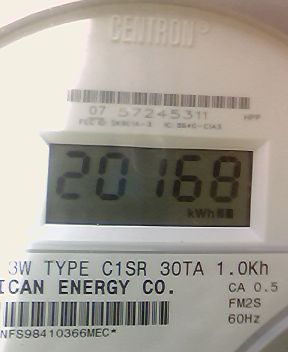 CENTRON®
07 57245311 HPP
20168
kWh
3W TYPE C1SR 30TA 1.0Kh
ICAN ENERGY CO. CA 0.5
FM2S
NFS98410366MEC* 60Hz